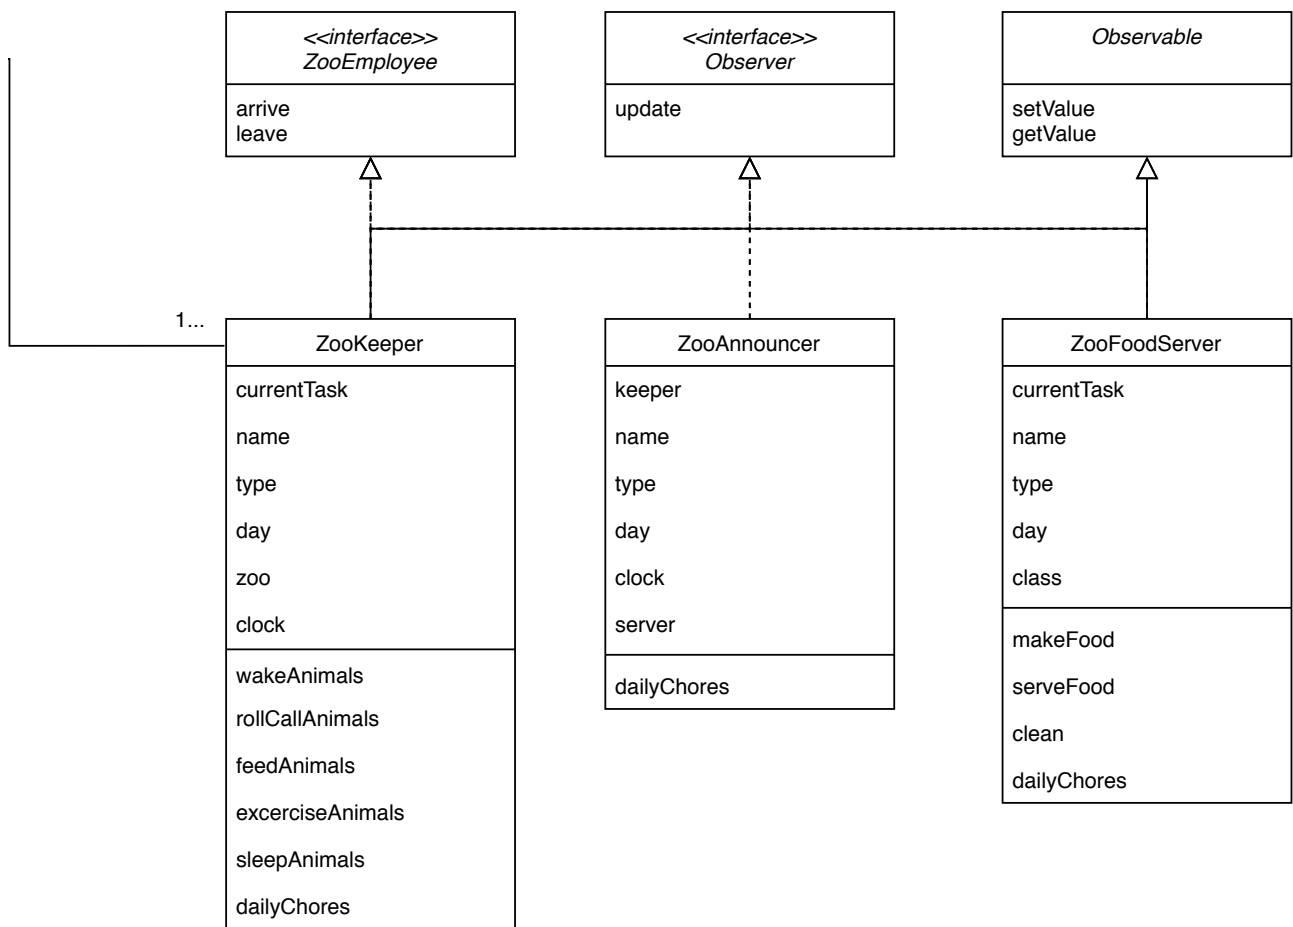 <<interface>>
ZooEmployee
arrive
leave
<<interface>>
Observer
update
Observable
setValue
getValue
1...
ZooKeeper
currentTask
name
type
day
zoo
clock
wakeAnimals
rollCallAnimals
feedAnimals
excerciseAnimals
sleepAnimals
dailyChores
ZooAnnouncer
keeper
name
type
day
clock
server
dailyChores
ZooFoodServer
currentTask
name
type
day
class
makeFood
serveFood
clean
dailyChores